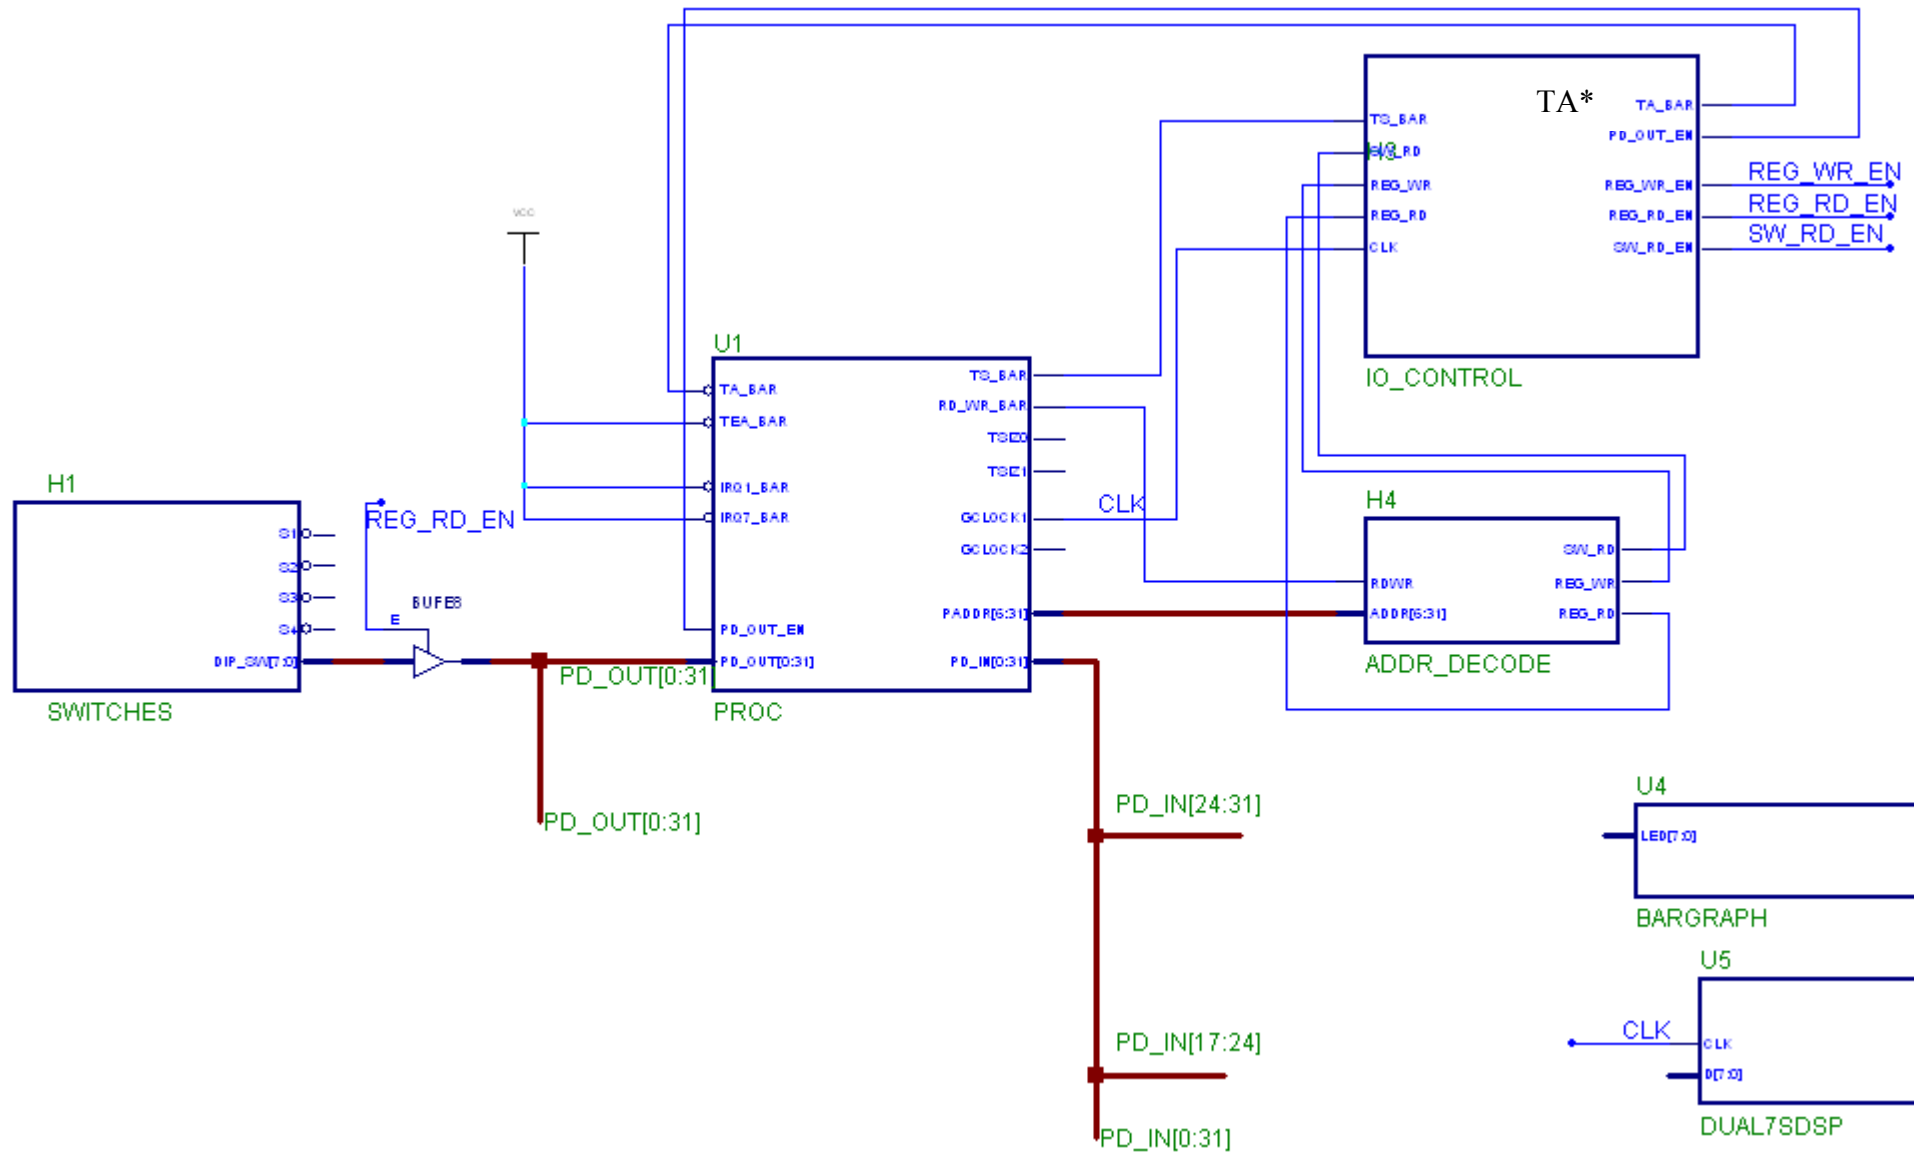 TA*
TA_BAR
TS_BAR
PD_OUT_EN
SW_RD
H3
REG_WR_EN
REG_WR
REG_WR_EN
REG_RD_EN
REG_RD
REG_RD_EN
SW_RD_EN
CLK
SW_RD_EN
VCC
U1
IO_CONTROL
TS_BAR
TA_BAR
RD_WR_BAR
TEA_BAR
TSIZ0
TSIZ1
H1
IRQ1_BAR
H4
CLK
REG_RD_EN
IRQ7_BAR
GCLOCK1
S1
GCLOCK2
SW_RD
S2
RDWR
REG_WR
S3
BUFE8
PADDR[6:31]
ADDR[6:31]
REG_RD
E
S4
PD_OUT_EN
DIP_SW[7:0]
PD_OUT[0:31]
PD_IN[0:31]
ADDR_DECODE
PD_OUT[0:31]
SWITCHES
PROC
U4
PD_IN[24:31]
PD_OUT[0:31]
LED[7:0]
BARGRAPH
U5
CLK
PD_IN[17:24]
CLK
D[7:0]
DUAL7SDSP
PD_IN[0:31]